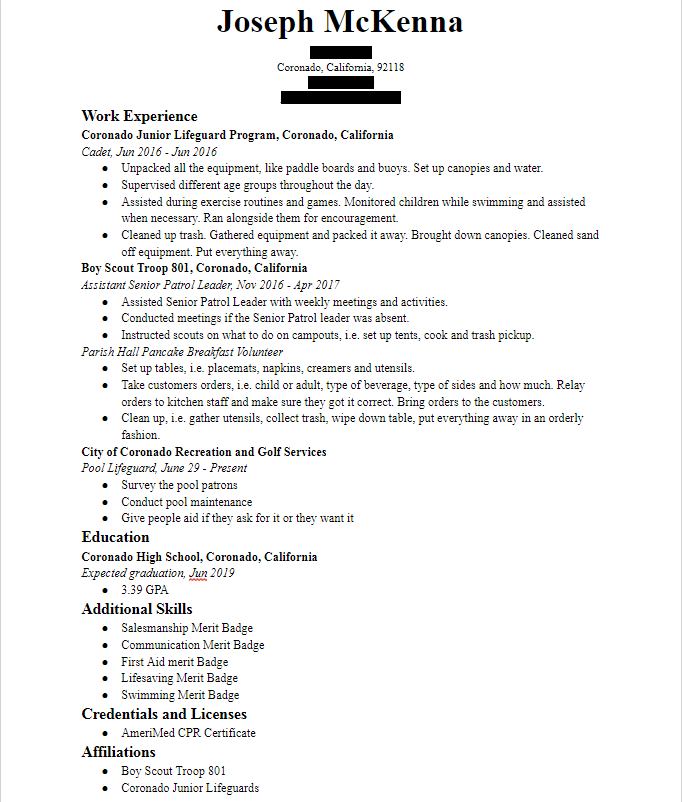 Joseph McKenna
Coronado, California, 92118
Work Experience
Coronado Junior Lifeguard Program, Coronado, California
Cadet, Jun 2016 - Jun 2016
● Unpacked all the equipment, like paddle boards and buoys. Set up canopies and water.
● Supervised different age groups throughout the day.
● Assisted during exercise routines and games. Monitored children while swimming and assisted
when necessary. Ran alongside them for encouragement.
● Cleaned up trash. Gathered equipment and packed it away. Brought down canopies. Cleaned sand
off equipment. Put everything away.
Boy Scout Troop 801, Coronado, California
Assistant Senior Patrol Leader, Nov 2016 - Apr 2017
● Assisted Senior Patrol Leader with weekly meetings and activities.
● Conducted meetings if the Senior Patrol leader was absent.
● Instructed scouts on what to do on campouts, i.e. set up tents, cook and trash pickup.
Parish Hall Pancake Breakfast Volunteer
● Set up tables, i.e. placemats, napkins, creamers and utensils.
● Take customers orders, i.e. child or adult, type of beverage, type of sides and how much. Relay
orders to kitchen staff and make sure they got it correct. Bring orders to the customers.
● Clean up, i.e. gather utensils, collect trash, wipe down table, put everything away in an orderly
fashion.
City of Coronado Recreation and Golf Services
Pool Lifeguard, June 29 - Present
● Survey the pool patrons
● Conduct pool maintenance
● Give people aid if they ask for it or they want it
Education
Coronado High School, Coronado, California
Expected graduation, Jun 2019
● 3.39 GPA
Additional Skills
● Salesmanship Merit Badge
● Communication Merit Badge
● First Aid merit Badge
● Lifesaving Merit Badge
● Swimming Merit Badge
Credentials and Licenses
● AmeriMed CPR Certificate
Affiliations
● Boy Scout Troop 801
● Coronado Junior Lifeguards